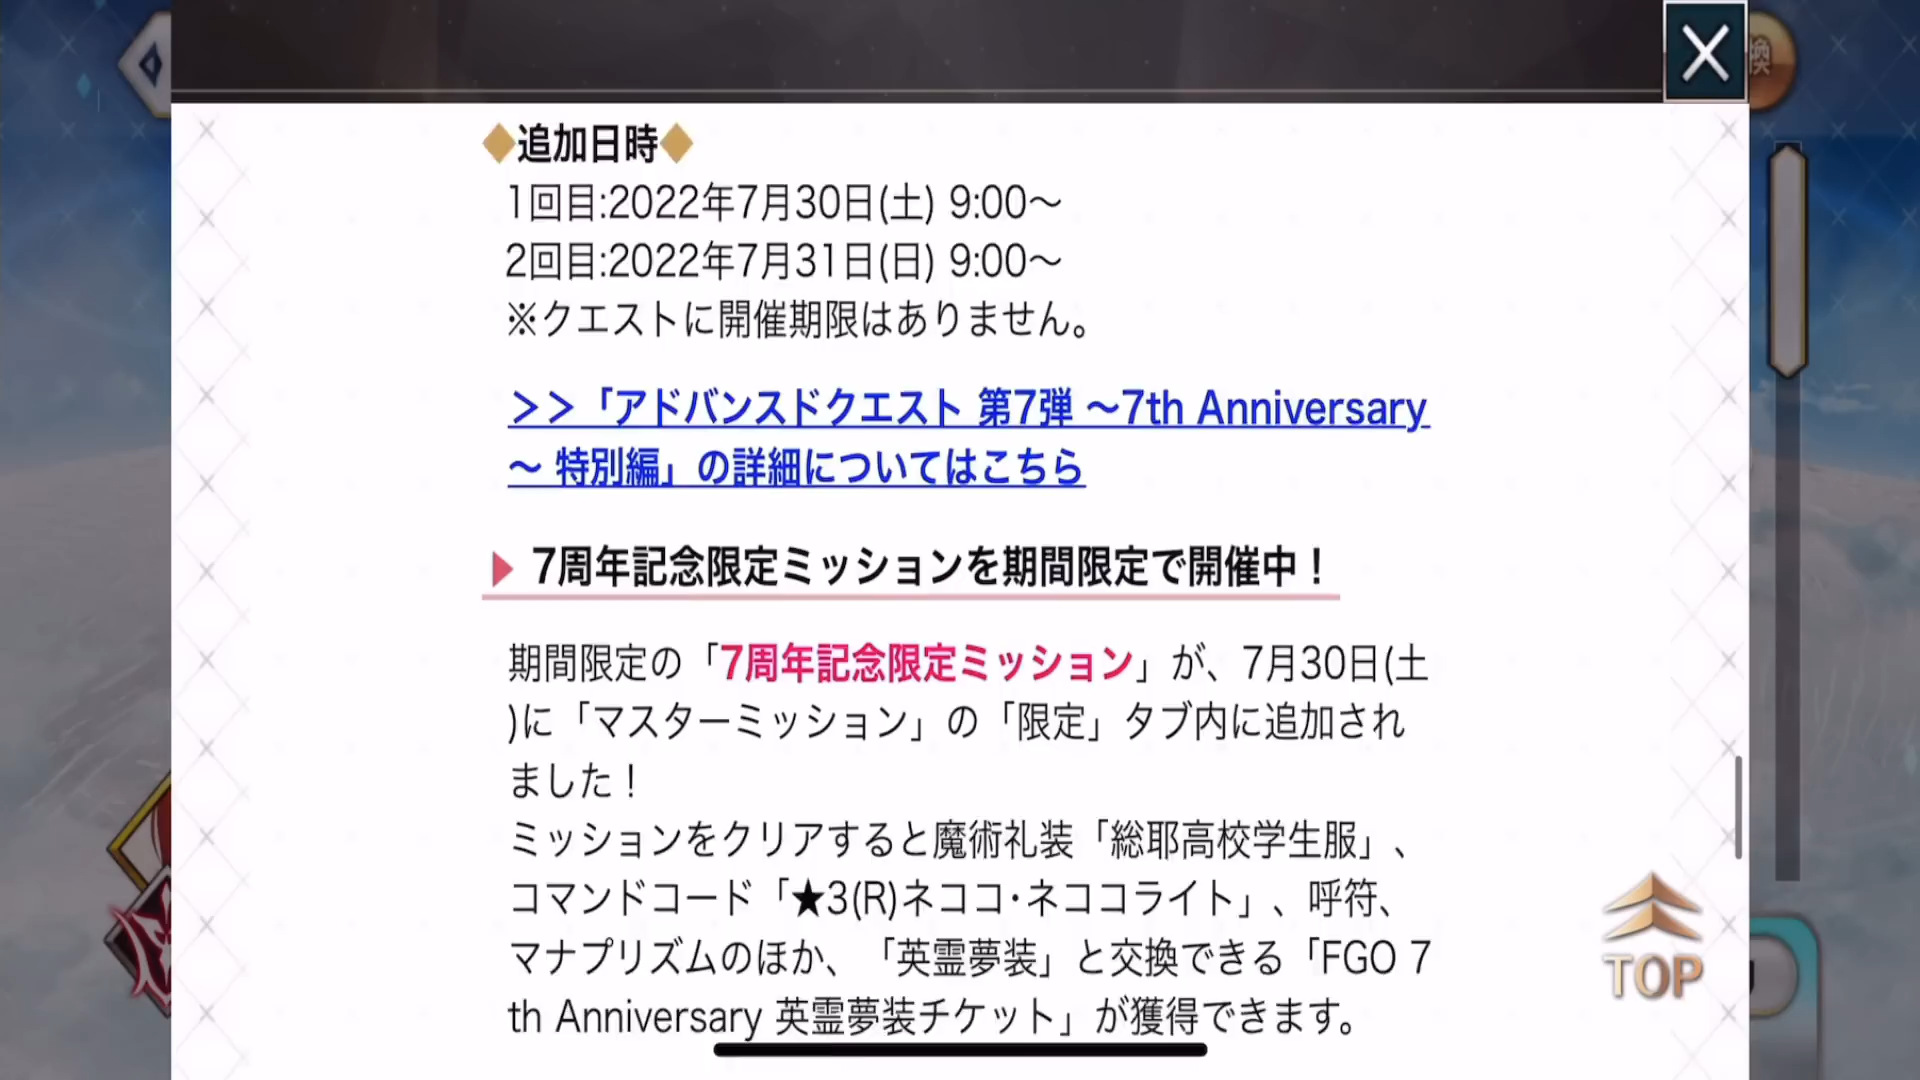 換
◆追加日時◆
1回目:2022年7月30日(土) 9:00～
2回目:2022年7月31日(日) 9:00～
※クエストに開催期限はありません。
>>「アドバンスドクエスト 第7弾 ～7th Anniversary
～ 特別編」の詳細についてはこちら
7周年記念限定ミッションを期間限定で開催中！
期間限定の「7周年記念限定ミッション」が、7月30日(土
)に「マスターミッション」の「限定」タブ内に追加され
ました！
ミッションをクリアすると魔術礼装「総耶高校学生服」、
コマンドコード「★3(R)ネココ･ネココライト」、呼符、
マナプリズムのほか、「英霊夢装」と交換できる「FGO 7
th Anniversary 英霊夢装チケット」が獲得できます。
TOP